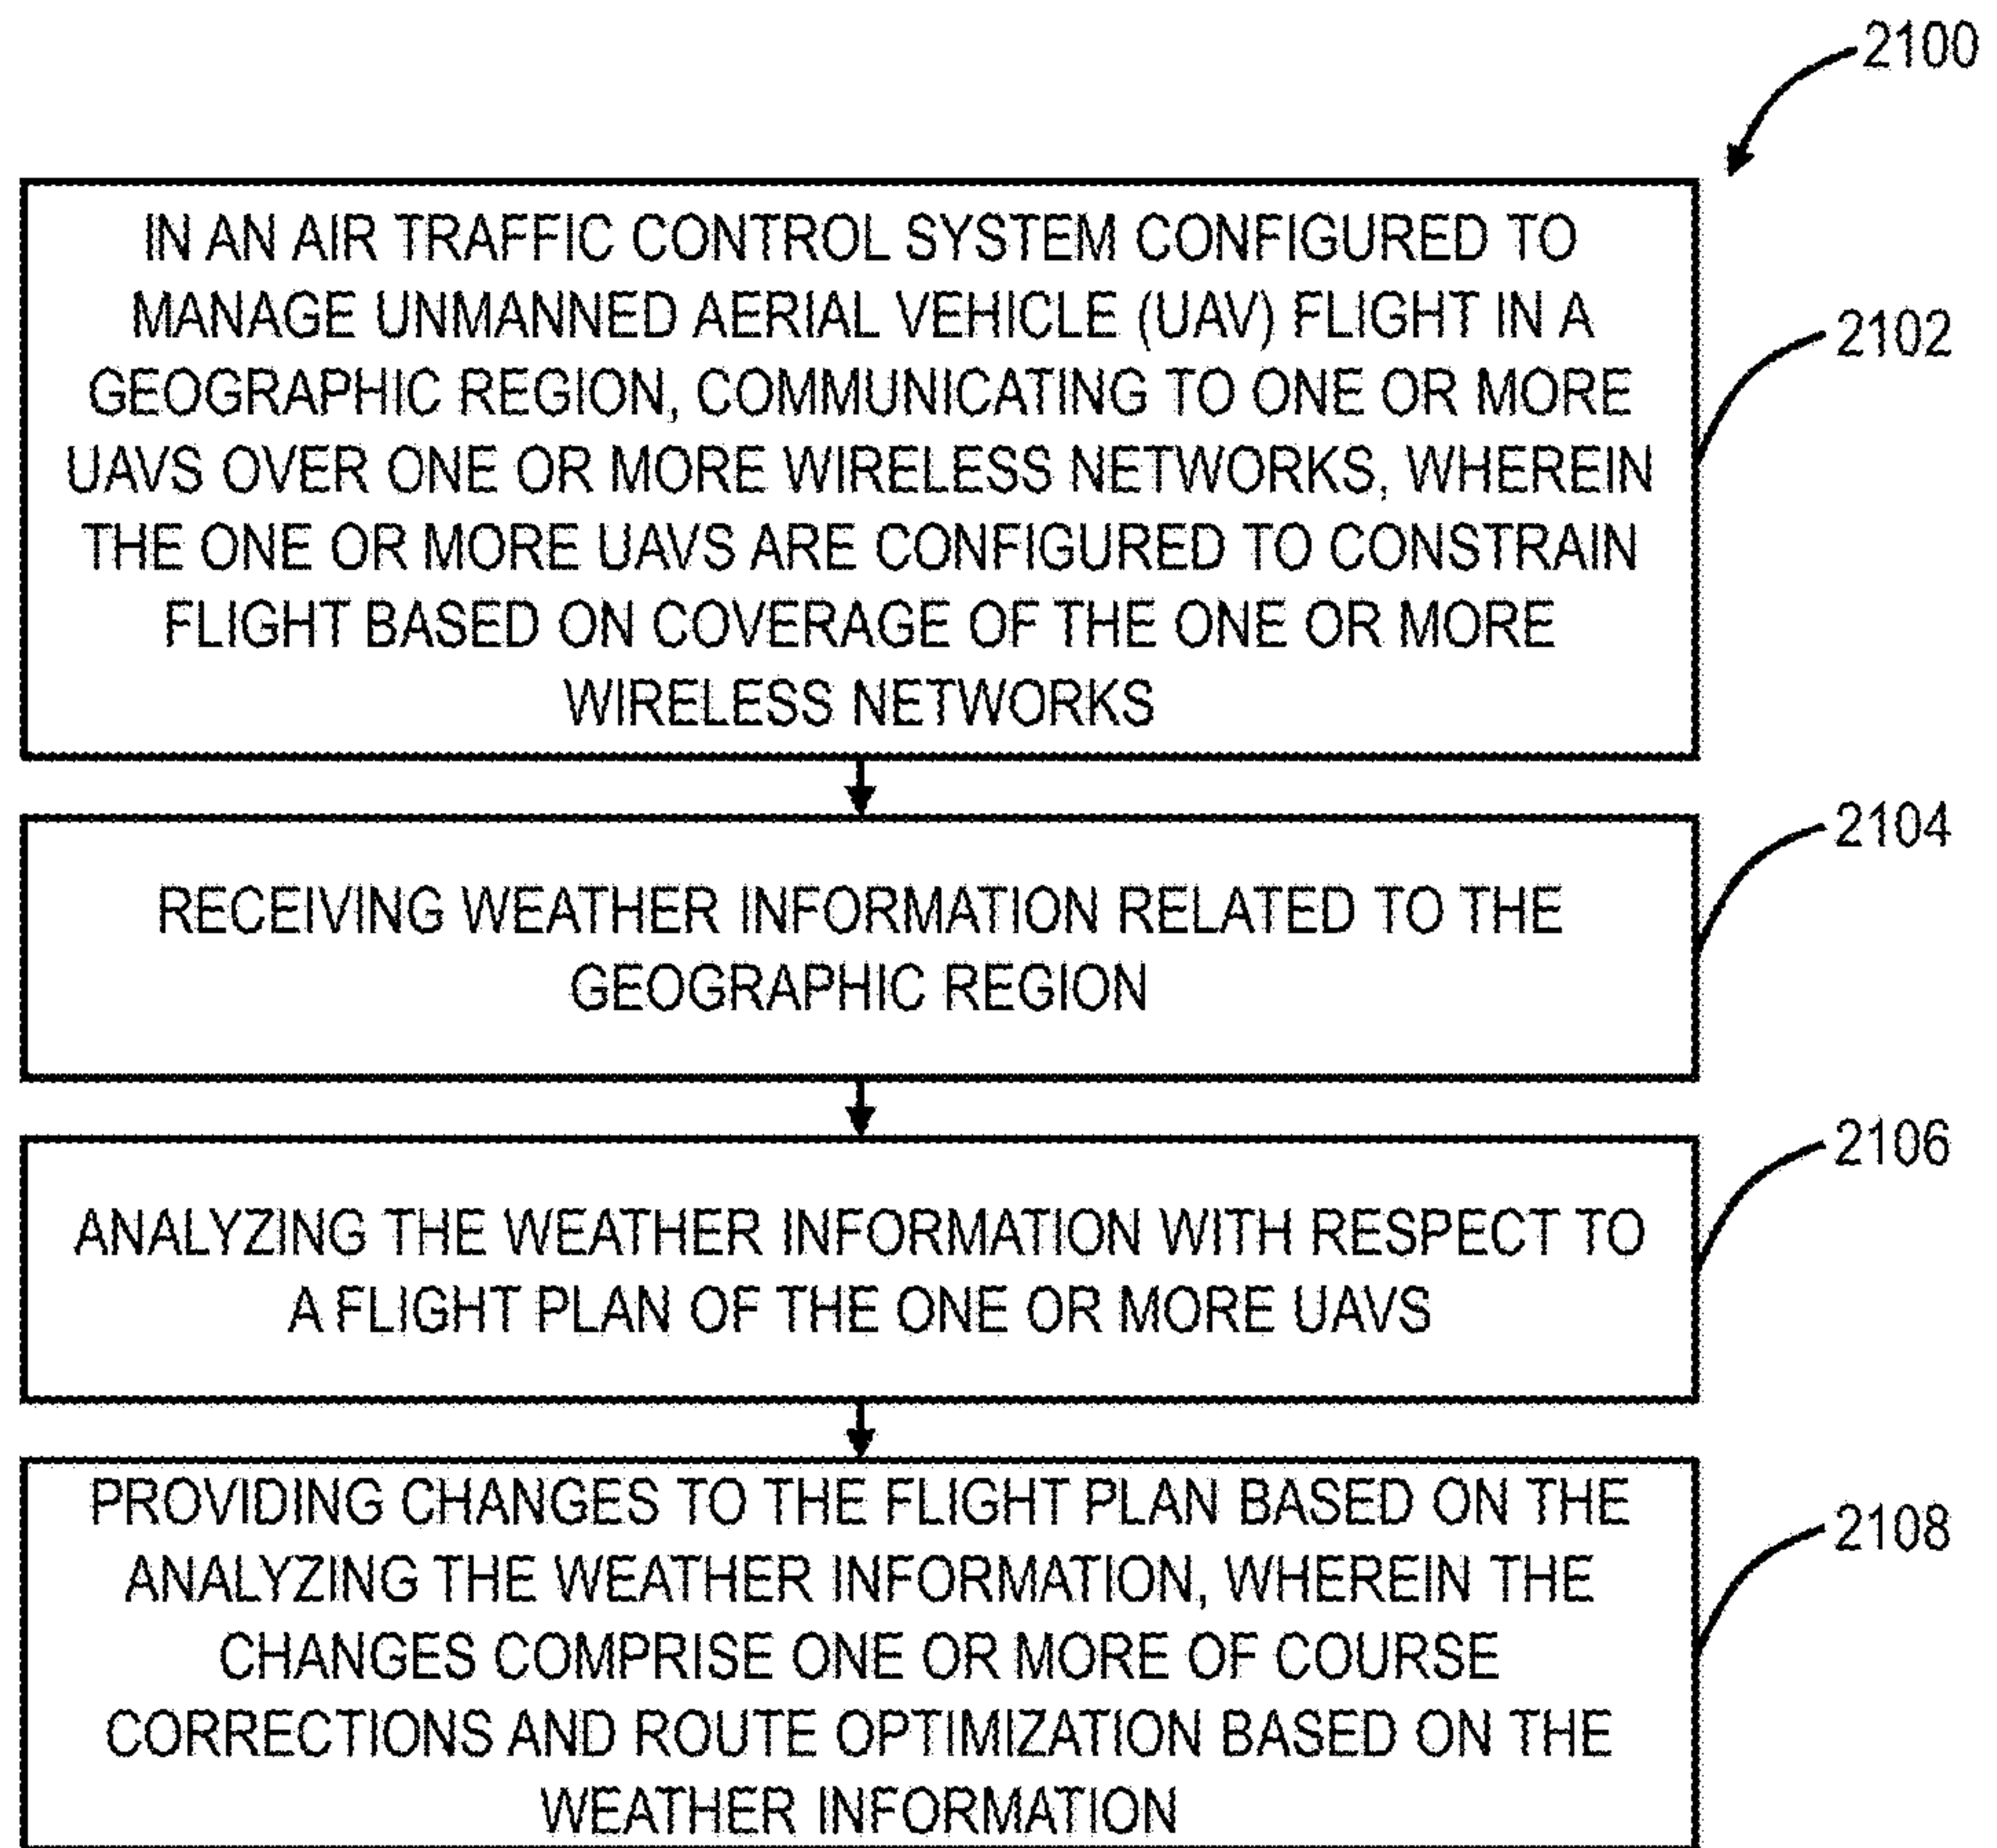 2100
IN AN AIR TRAFFIC CONTROL SYSTEM CONFIGURED TO
MANAGE UNMANNED AERIAL VEHICLE (UAV) FLIGHT IN A
GEOGRAPHIC REGION, COMMUNICATING TO ONE OR MORE
UAVS OVER ONE OR MORE WIRELESS NETWORKS, WHEREIN
THE ONE OR MORE UAVS ARE CONFIGURED TO CONSTRAIN
FLIGHT BASED ON COVERAGE OF THE ONE OR MORE
WIRELESS NETWORKS
2102
RECEIVING WEATHER INFORMATION RELATED TO THE
GEOGRAPHIC REGION
2104
ANALYZING THE WEATHER INFORMATION WITH RESPECT TO
A FLIGHT PLAN OF THE ONE OR MORE UAVS
2106
PROVIDING CHANGES TO THE FLIGHT PLAN BASED ON THE
ANALYZING THE WEATHER INFORMATION, WHEREIN THE
CHANGES COMPRISE ONE OR MORE OF COURSE
CORRECTIONS AND ROUTE OPTIMIZATION BASED ON THE
WEATHER INFORMATION
2108